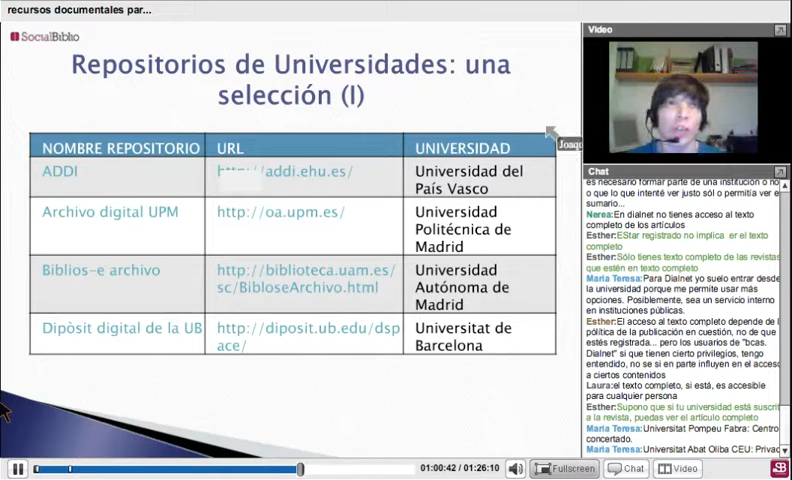 recursos documentales par...
SocialBiblio
Repositorios de Universidades: una
selección (I)
NOMBRE REPOSITORIO URL UNIVERSIDAD
ADDI http://addi.ehu.es/ Universidad del
País Vasco
Archivo digital UPM http://oa.upm.es/ Universidad
Politécnica de
Madrid
Biblios-e archivo http://biblioteca.uam.es/ Universidad
sc/BibloseArchivo.html Autónoma de
Madrid
Dipòsit digital de la UB http://diposit.ub.edu/dsp Universitat de
ace/ Barcelona
Joaqu
Video
Chat
es necesario formar parte de una institución o no
o que lo que intenté ver justo sól o permitía ver e
sumario...
Nerea:En dialnet no tienes acceso al texto
completo de los artículos
Esther:EStar registrado no implica er el texto
completo
Esther:Sólo tienes texto completo de las revistas
que estén en texto completo
Maria Teresa:Para Dialnet yo suelo entrar desde
la universidad porque me permite usar más
opciones. Posiblemente, sea un servicio interno
en instituciones públicas.
Esther:El acceso al texto completo depende de l
política de la publicación en cuestión, no de que
estés registrada... pero los usuarios de "bcas.
Dialnet" si que tienen cierto privilegios, tengo
entendido, no se si en parte influyen en el acceso
a ciertos contenidos
Laura:el texto completo, si está, es accesible
para cualquier persona
Esther:Supono que si tu universidad está suscrit
a la revista, puedas ver el artículo completo
Maria Teresa:Universitat Pompeu Fabra: Centro
concertado.
Maria Teresa:Universitat Abat Oliba CEU: Privad
01:00:42 / 01:26:10 Fullscreen Chat Video SB